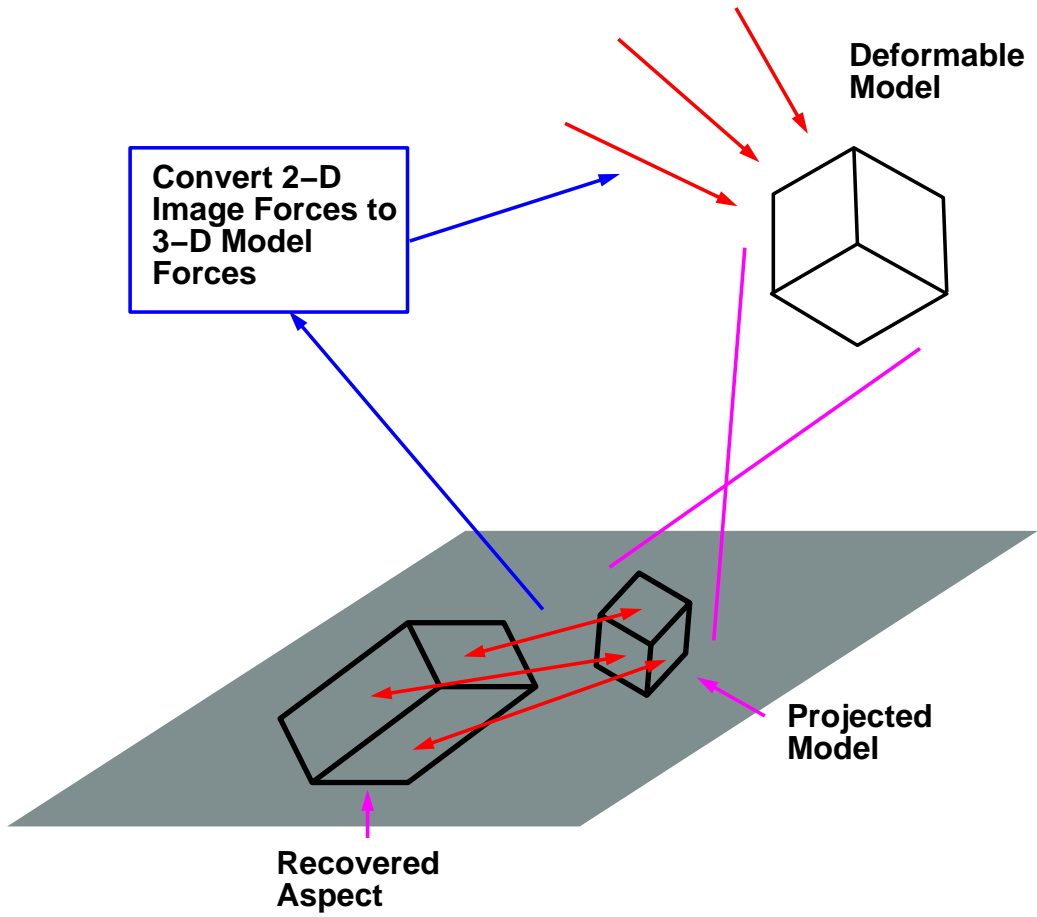 Deformable
Model
Convert 2–D
Image Forces to
3–D Model
Forces
Projected
Model
Recovered
Aspect